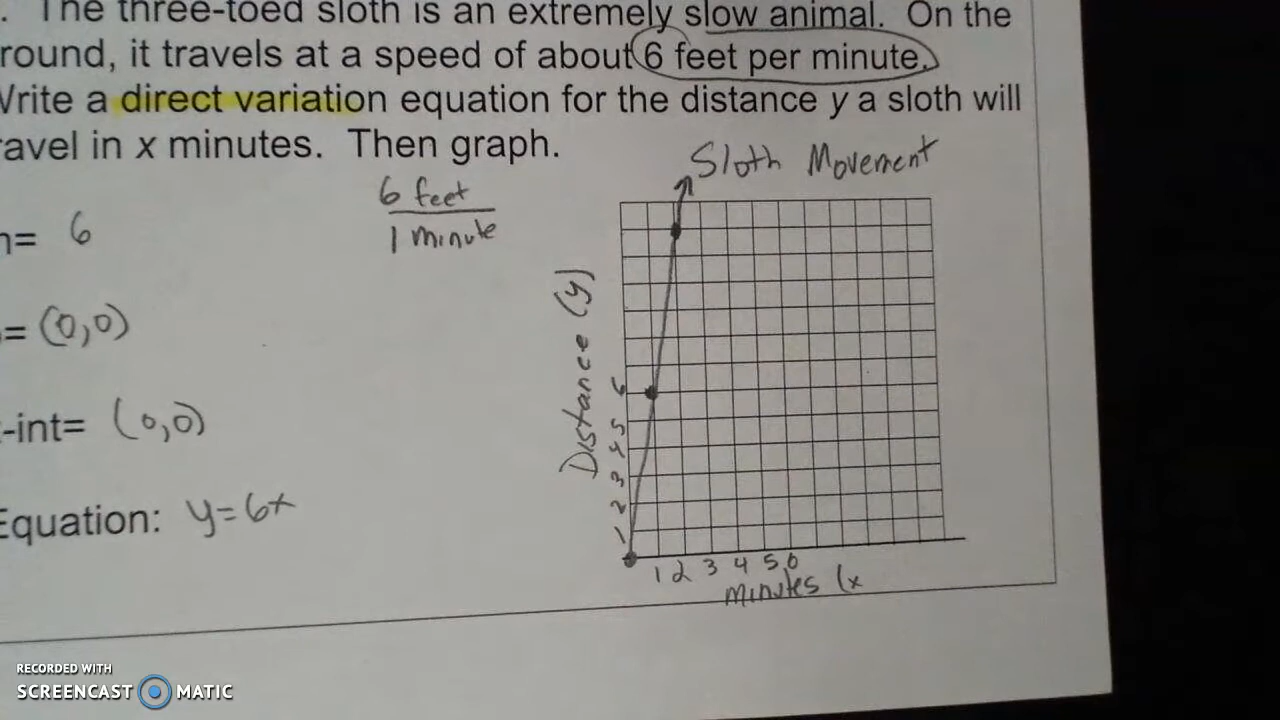 . The three-toed sloth is an extremely slow animal. On the
round, it travels at a speed of about 6 feet per minute.
Write a direct variation equation for the distance y a sloth will
ravel in x minutes. Then graph.
Sloth Movement
6 feet
1 minute
= 6
= (0,0)
-int= (0,0)
Equation: y=6x
Distance (y)
6
5
4
3
2
1
1 2 3 4 5 6
minutes (x
RECORDED WITH
SCREENCAST MATIC